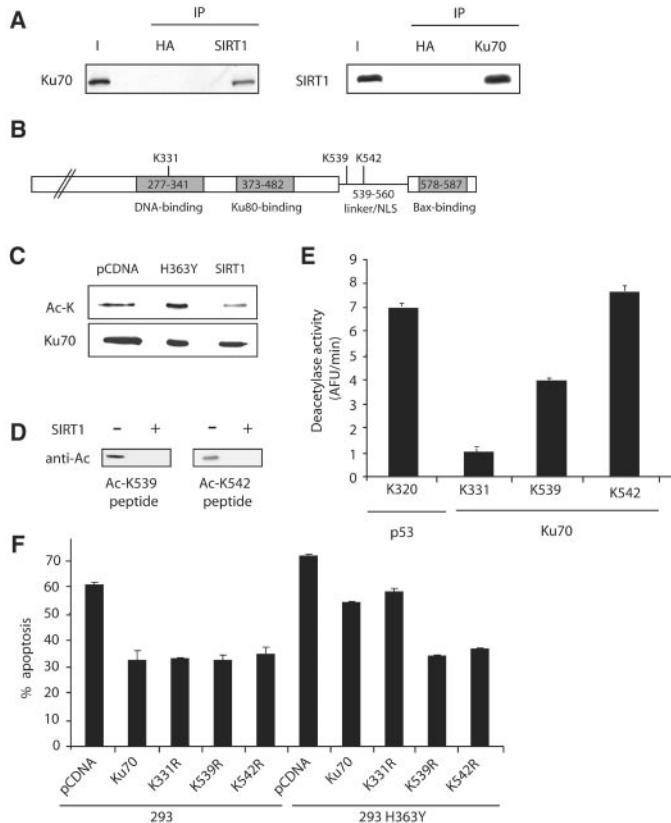 A
IP
I HA SIRT1
Ku70
IP
I HA Ku70
SIRT1
B
K331 K539 K542
277-341 373-482 578-587
539-560
DNA-binding Ku80-binding linker/NLS Bax-binding
C
pCDNA H363Y SIRT1
Ac-K
Ku70
D
SIRT1 – + – +
anti-Ac
Ac-K539 Ac-K542
peptide peptide
E
Deacetylase activity
(AFU/min)
9
8
7
6
5
4
3
2
1
0
K320 K331 K539 K542
p53 Ku70
F
% apoptosis
70
60
50
40
30
20
10
0
pCDNA Ku70 K331R K539R K542R pCDNA Ku70 K331R K539R K542R
293 293 H363Y